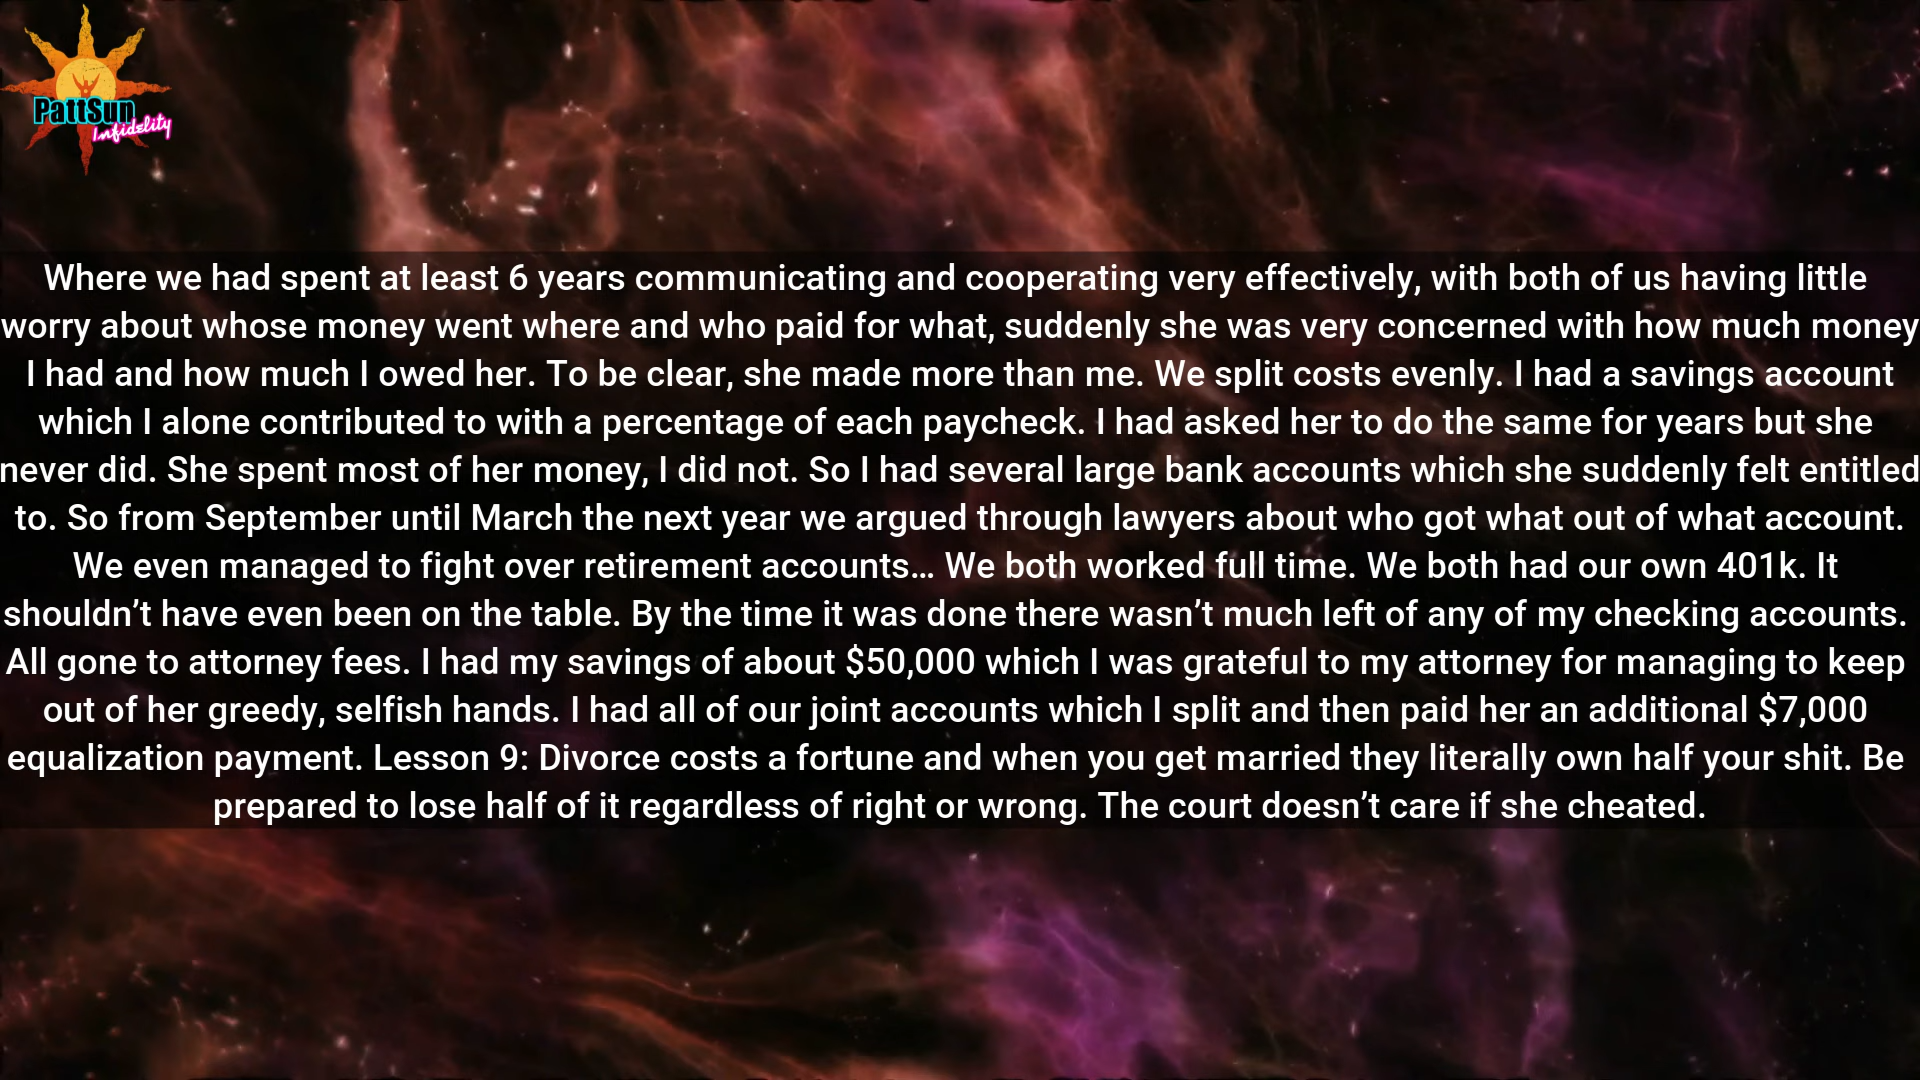 PattSun
Infidelity
Where we had spent at least 6 years communicating and cooperating very effectively, with both of us having little
worry about whose money went where and who paid for what, suddenly she was very concerned with how much money
I had and how much I owed her. To be clear, she made more than me. We split costs evenly. I had a savings account
which I alone contributed to with a percentage of each paycheck. I had asked her to do the same for years but she
never did. She spent most of her money, I did not. So I had several large bank accounts which she suddenly felt entitled
to. So from September until March the next year we argued through lawyers about who got what out of what account.
We even managed to fight over retirement accounts… We both worked full time. We both had our own 401k. It
shouldn’t have even been on the table. By the time it was done there wasn’t much left of any of my checking accounts.
All gone to attorney fees. I had my savings of about $50,000 which I was grateful to my attorney for managing to keep
out of her greedy, selfish hands. I had all of our joint accounts which I split and then paid her an additional $7,000
equalization payment. Lesson 9: Divorce costs a fortune and when you get married they literally own half your shit. Be
prepared to lose half of it regardless of right or wrong. The court doesn’t care if she cheated.